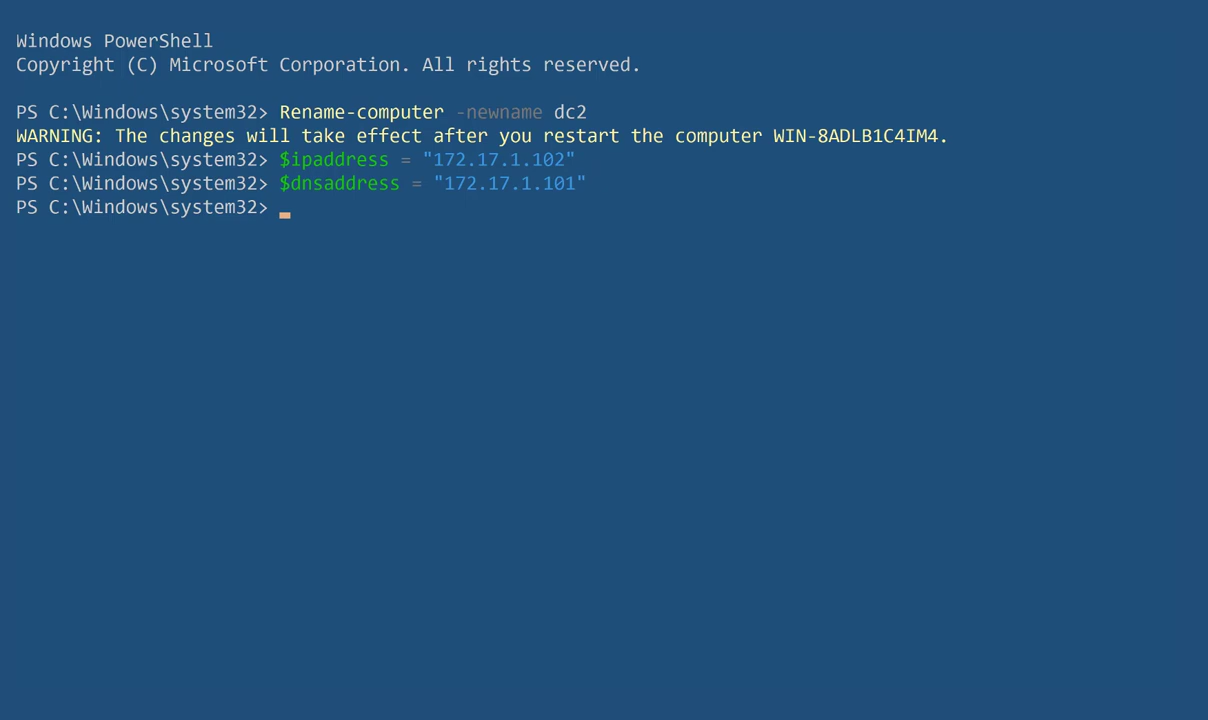 Windows PowerShell
Copyright (C) Microsoft Corporation. All rights reserved.
PS C:\Windows\system32> Rename-computer -newname dc2
WARNING: The changes will take effect after you restart the computer WIN-8ADLB1C4IM4.
PS C:\Windows\system32> $ipaddress = "172.17.1.102"
PS C:\Windows\system32> $dnsaddress = "172.17.1.101"
PS C:\Windows\system32>